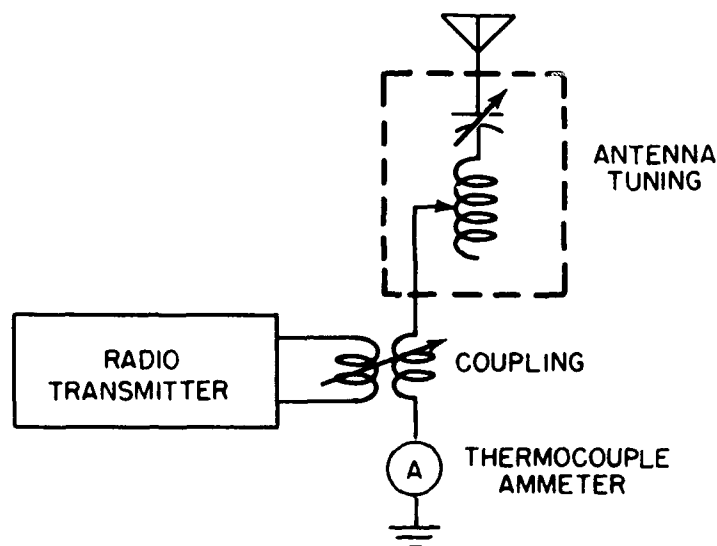 ANTENNA
TUNING
RADIO
TRANSMITTER
COUPLING
A
THERMOCOUPLE
AMMETER